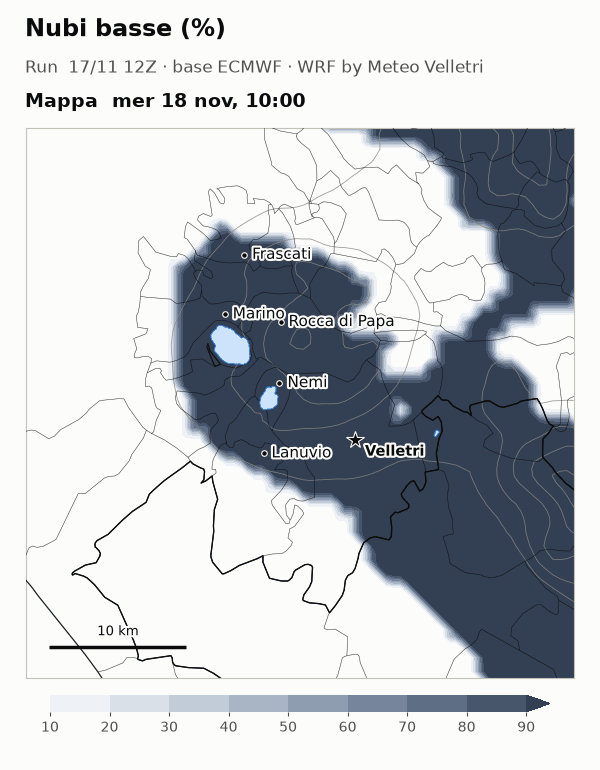 Nubi basse (%)
Run  17/11 12Z · base ECMWF · WRF by Meteo Velletri
Mappa  mer 18 nov, 10:00
Frascati
Marino
Rocca di Papa
Nemi
Velletri
Lanuvio
10 km
10 20 30 40 50 60 70 80 90